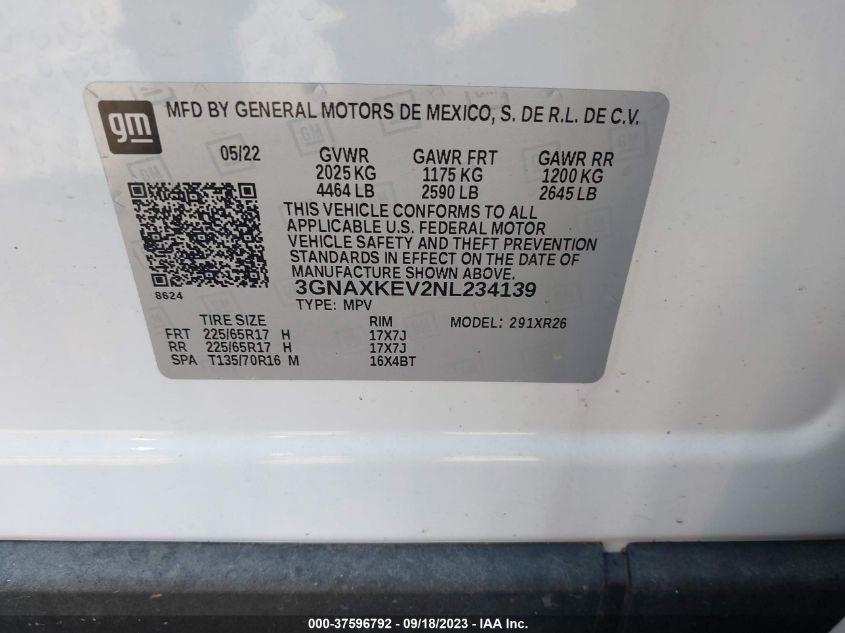 gm
MFD BY GENERAL MOTORS DE MEXICO, S. DE R.L. DE C.V.
05/22 GVWR GAWR FRT GAWR RR
2025 KG 1175 KG 1200 KG
4464 LB 2590 LB 2645 LB
THIS VEHICLE CONFORMS TO ALL
APPLICABLE U.S. FEDERAL MOTOR
VEHICLE SAFETY AND THEFT PREVENTION
STANDARDS IN EFFECT ON THE DATE OF
MANUFACTURE SHOWN ABOVE.
8624
3GNAXKEV2NL234139
TYPE: MPV
TIRE SIZE RIM MODEL: 291XR26
FRT 225/65R17 H 17X7J
RR 225/65R17 H 17X7J
SPA T135/70R16 M 16X4BT
000-37596792 - 09/18/2023 - IAA Inc.